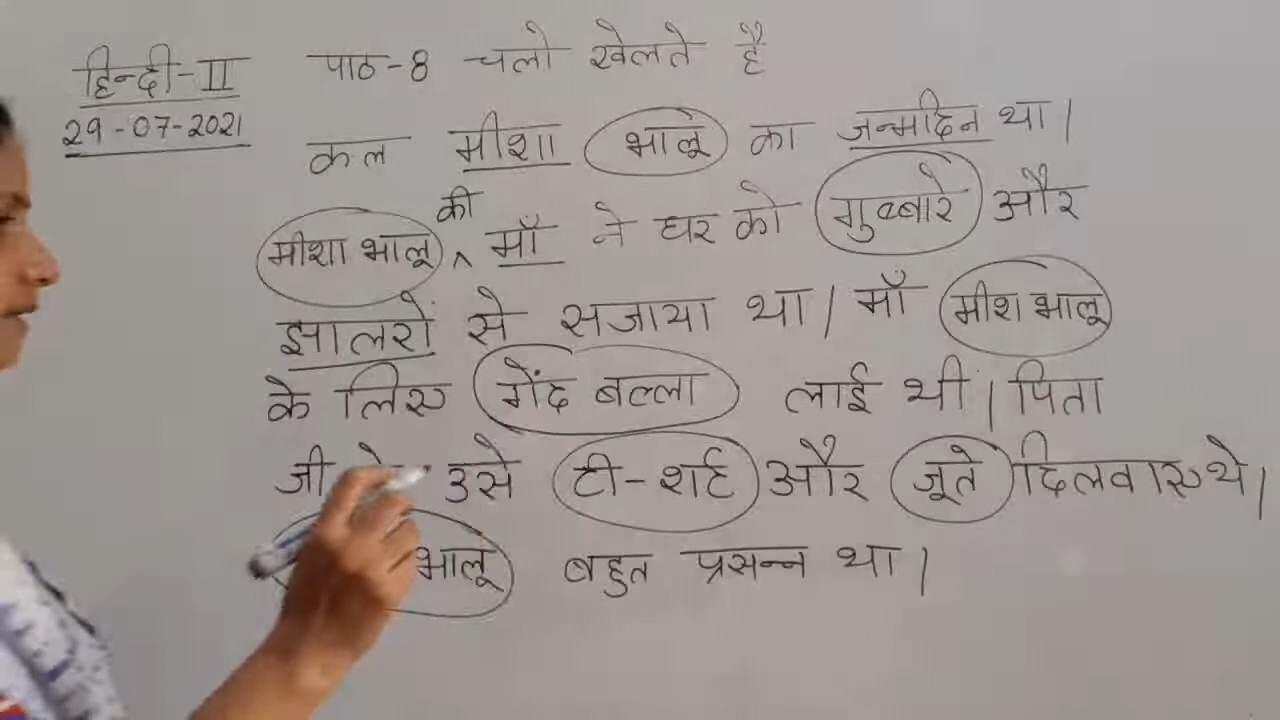 हिन्दी-II पाठ-8 चलो खेलते है
29-07-2021
कल मीशा भालू का जन्मदिन था।
की
मीशा भालू ^ माँ ने घर को गुब्बारे और
झालरों से सजाया था। माँ मीश भालू
के लिए गेंद बल्ला लाई थी। पिता
जी उसे टी-शर्ट और जूते दिलवाए थे।
भालू बहुत प्रसन्न था।